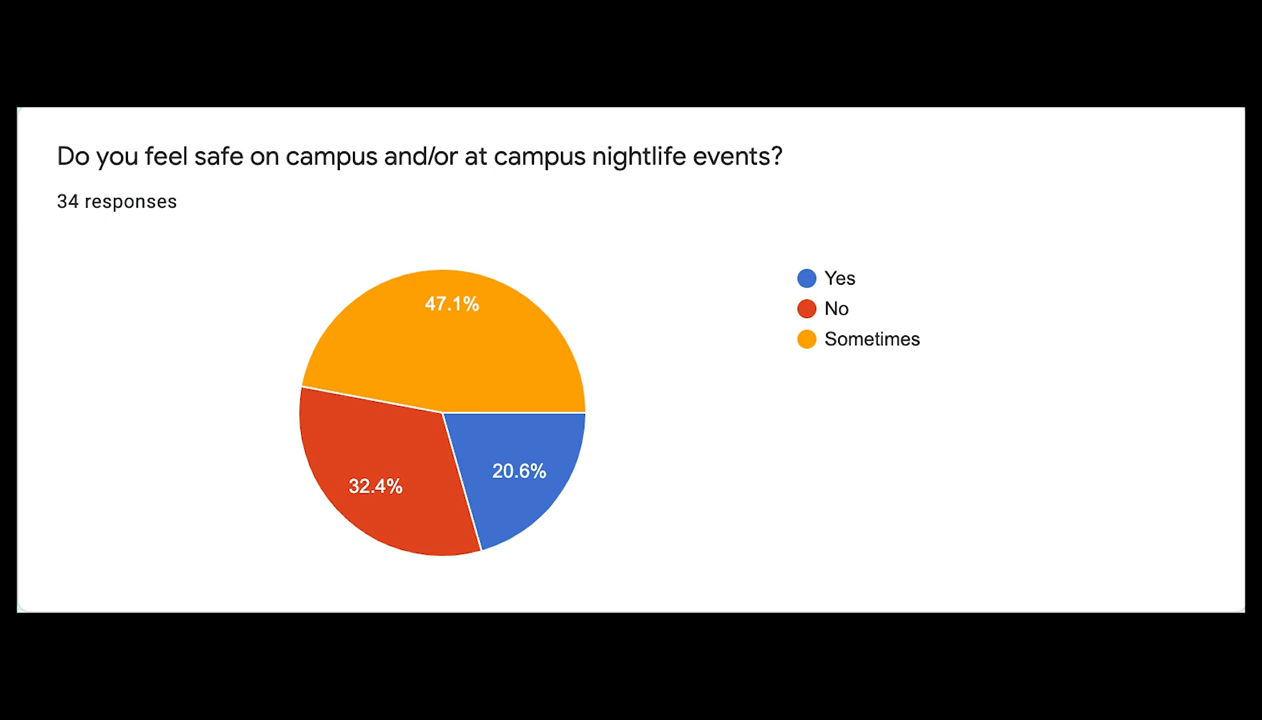 Do you feel safe on campus and/or at campus nightlife events?
34 responses
47.1%
32.4%
20.6%
Yes
No
Sometimes